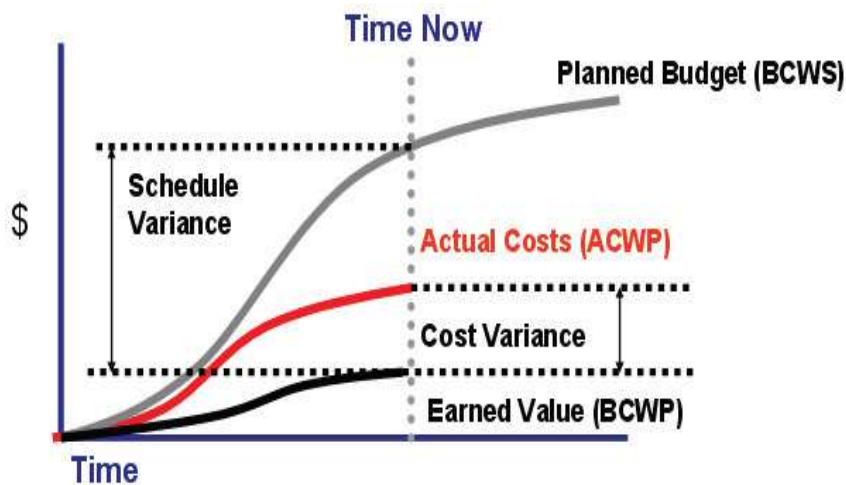 Time Now
Planned Budget (BCWS)
Schedule
Variance
$
Actual Costs (ACWP)
Cost Variance
Earned Value (BCWP)
Time